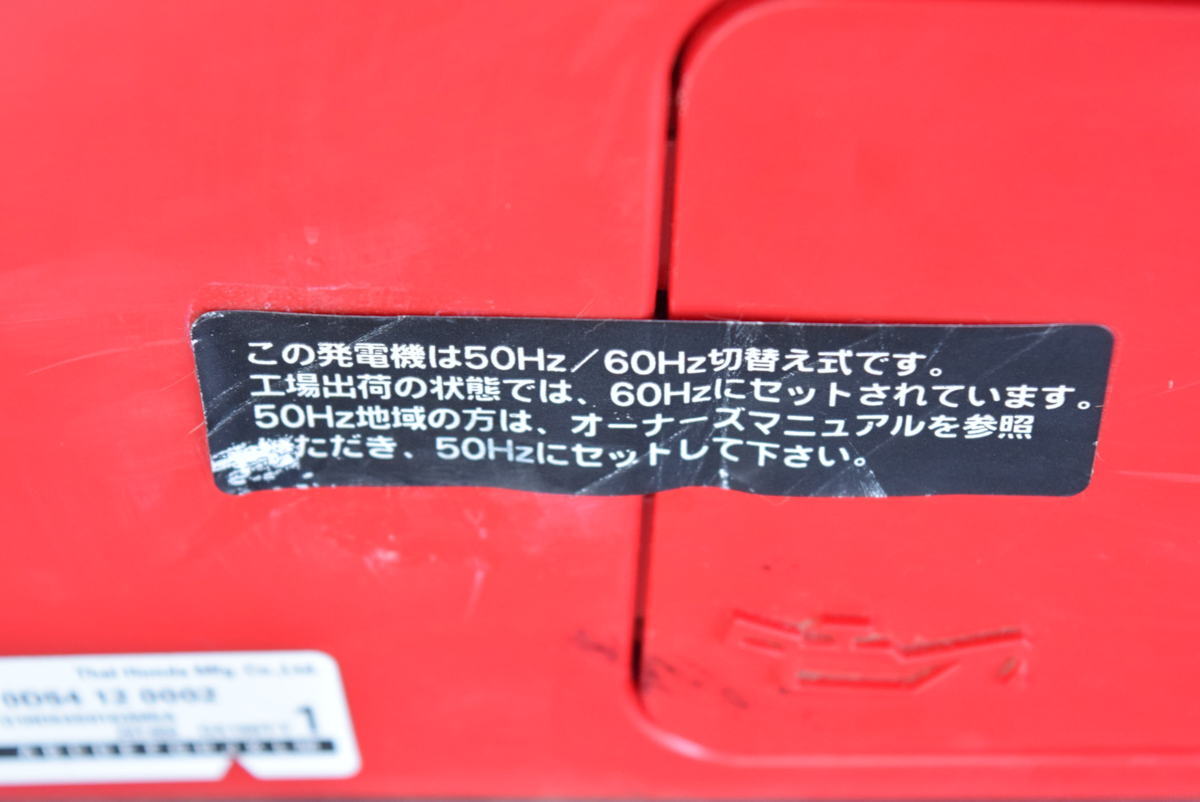 この発電機は50Hz／60Hz切替え式です。
工場出荷の状態では、60Hzにセットされています。
50Hz地域の方は、オーナーズマニュアルを参照
ただき、50Hzにセットして下さい。
Thai Honda Mfg. Co.,Ltd.
12 0002
1